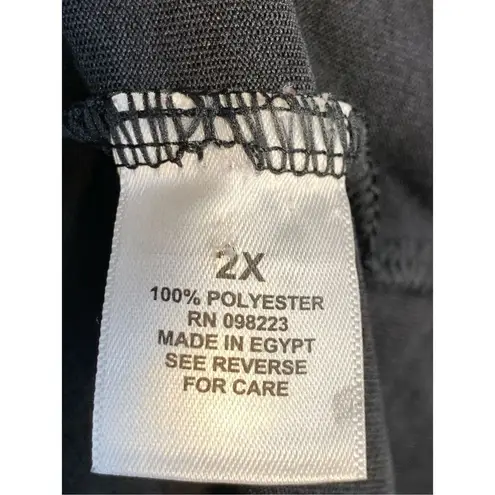 2X
100% POLYESTER
RN 098223
MADE IN EGYPT
SEE REVERSE
FOR CARE